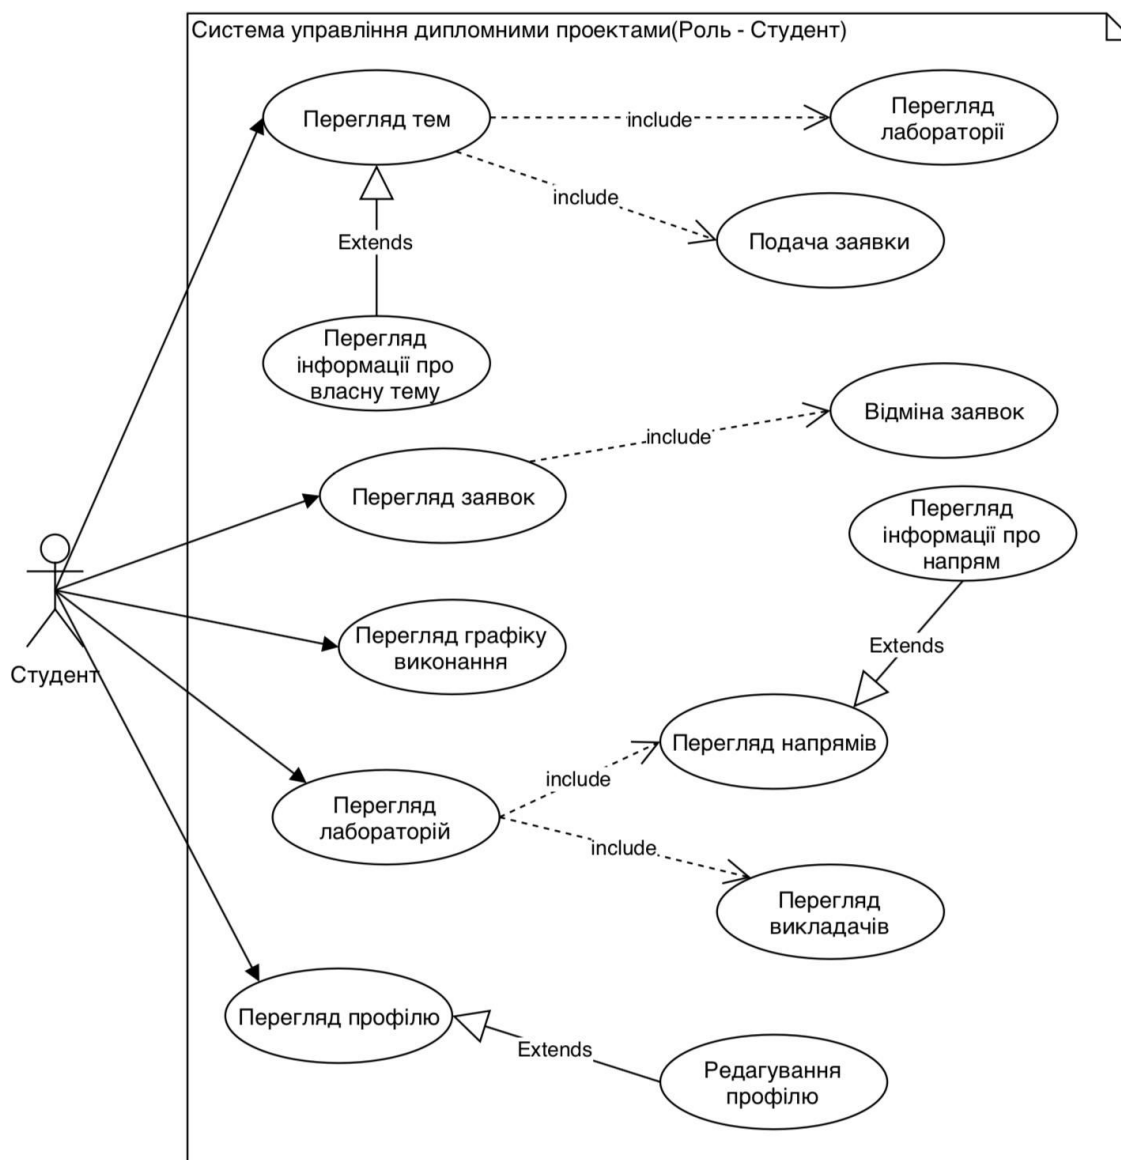 Система управління дипломними проектами(Роль - Студент)
Перегляд тем
include
Перегляд
лабораторії
include
Подача заявки
Extends
Перегляд
інформації про
власну тему
Відміна заявок
include
Перегляд заявок
Перегляд
інформації про
напрям
Перегляд графіку
виконання
Extends
Студент
Перегляд напрямів
include
Перегляд
лабораторій
include
Перегляд
викладачів
Перегляд профілю
Extends
Редагування
профілю